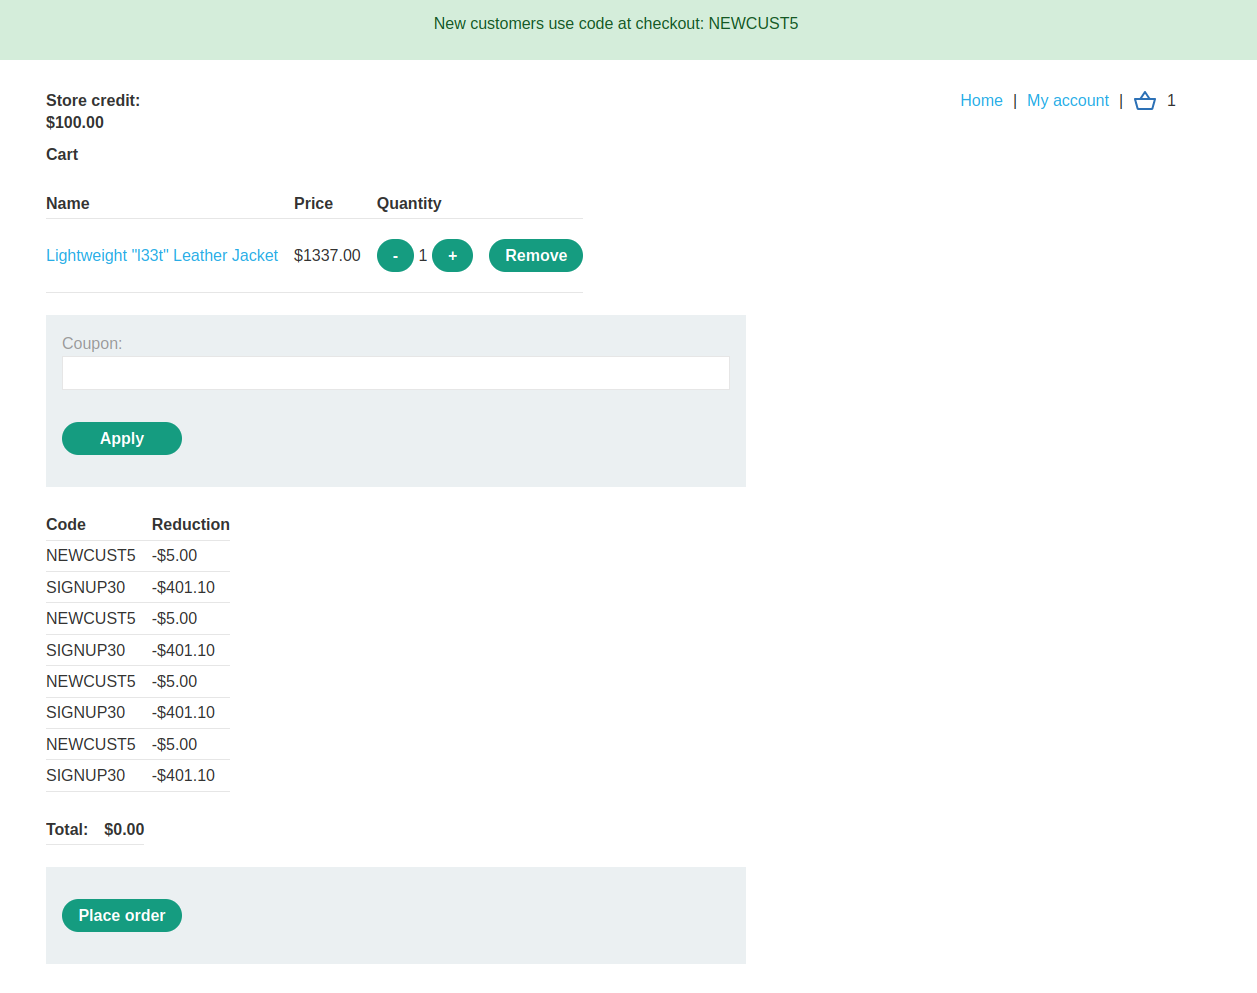 New customers use code at checkout: NEWCUST5
Store credit:
$100.00
Home | My account | 1
Cart
Name Price Quantity
Lightweight "l33t" Leather Jacket $1337.00 - 1 + Remove
Coupon:
Apply
Code Reduction
NEWCUST5 -$5.00
SIGNUP30 -$401.10
NEWCUST5 -$5.00
SIGNUP30 -$401.10
NEWCUST5 -$5.00
SIGNUP30 -$401.10
NEWCUST5 -$5.00
SIGNUP30 -$401.10
Total: $0.00
Place order